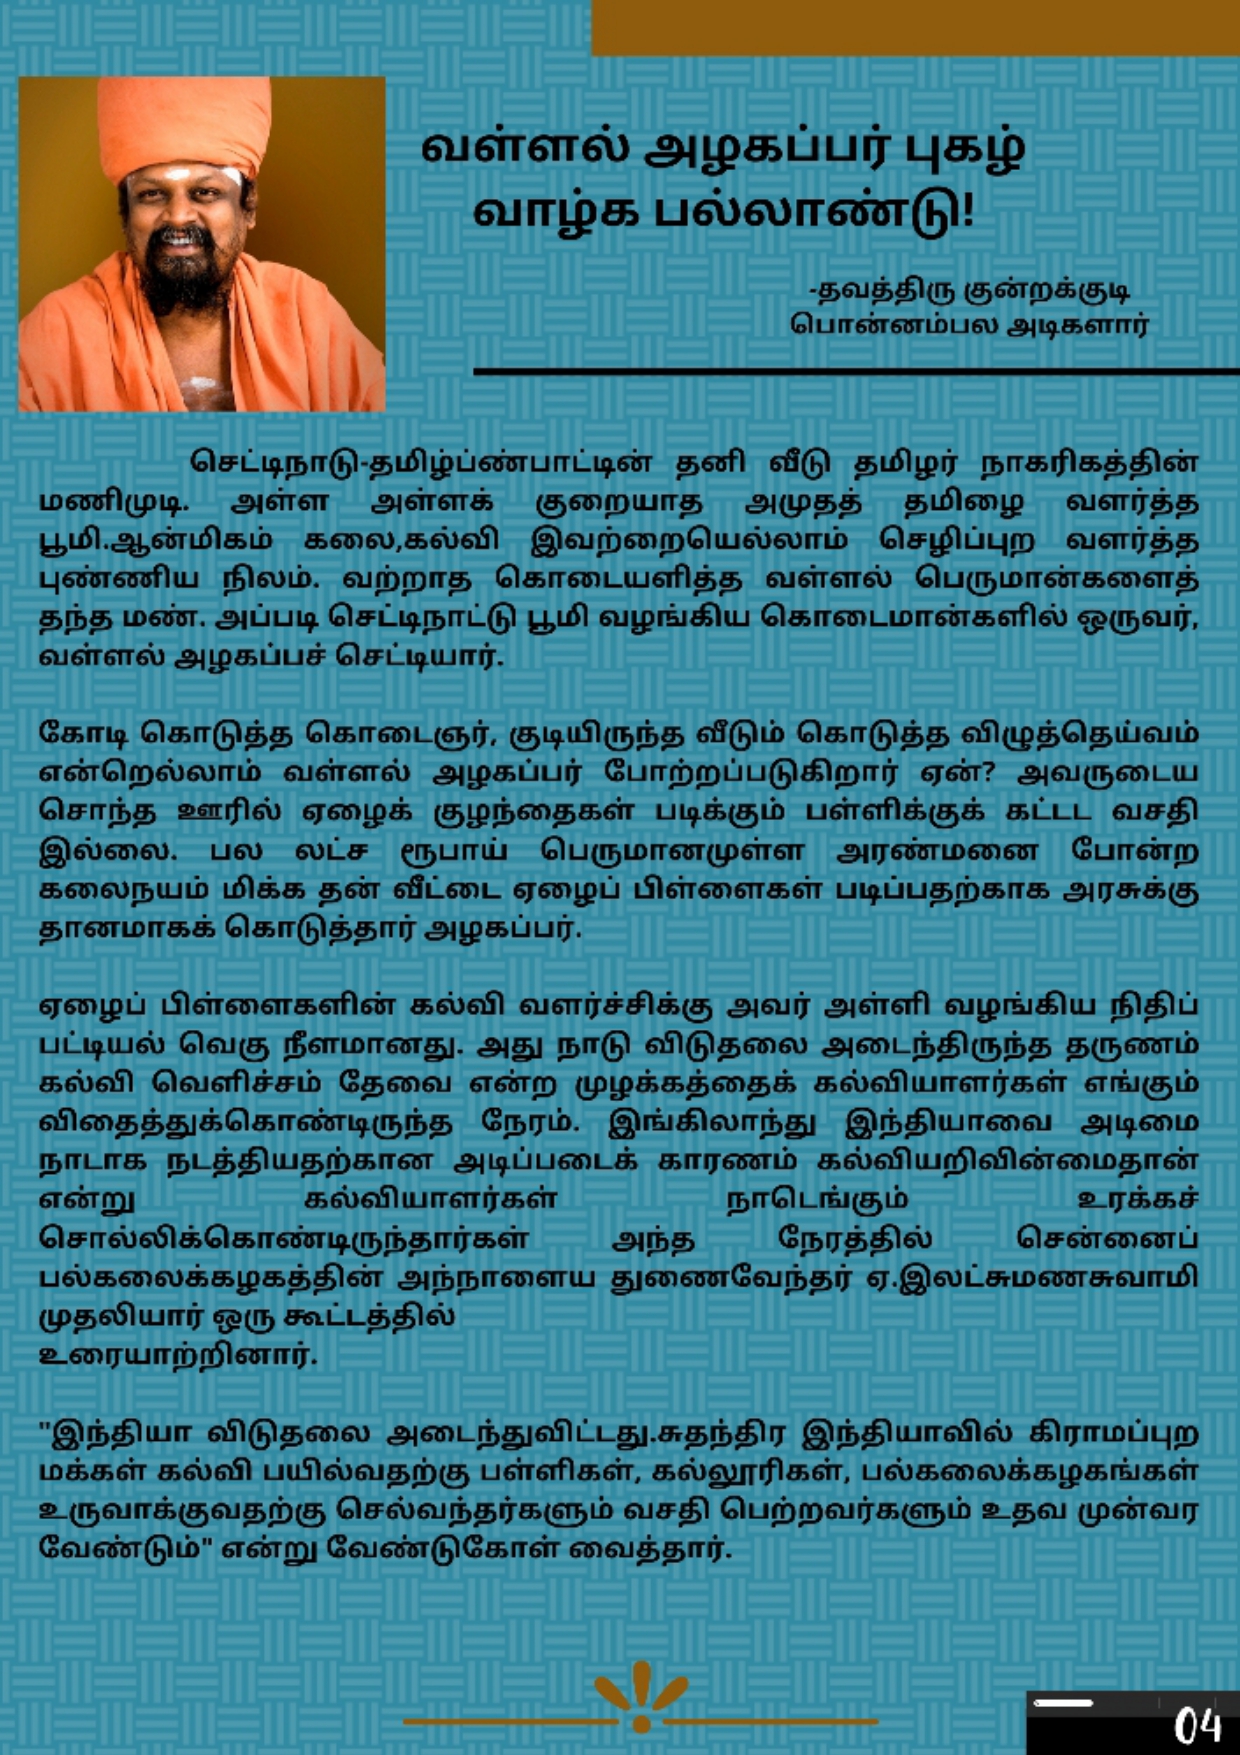 வள்ளல் அழகப்பர் புகழ்
வாழ்க பல்லாண்டு!
-தவத்திரு குன்றக்குடி
பொன்னம்பல அடிகளார்
செட்டிநாடு-தமிழ்ப்ண்பாட்டின் தனி வீடு தமிழர் நாகரிகத்தின்
மணிமுடி. அள்ள அள்ளக் குறையாத அமுதத் தமிழை வளர்த்த
பூமி.ஆன்மிகம் கலை,கல்வி இவற்றையெல்லாம் செழிப்புற வளர்த்த
புண்ணிய நிலம். வற்றாத கொடையளித்த வள்ளல் பெருமான்களைத்
தந்த மண். அப்படி செட்டிநாட்டு பூமி வழங்கிய கொடைமான்களில் ஒருவர்,
வள்ளல் அழகப்பச் செட்டியார்.
கோடி கொடுத்த கொடைஞர், குடியிருந்த வீடும் கொடுத்த விழுத்தெய்வம்
என்றெல்லாம் வள்ளல் அழகப்பர் போற்றப்படுகிறார் ஏன்? அவருடைய
சொந்த ஊரில் ஏழைக் குழந்தைகள் படிக்கும் பள்ளிக்குக் கட்டட வசதி
இல்லை. பல லட்ச ரூபாய் பெருமானமுள்ள அரண்மனை போன்ற
கலைநயம் மிக்க தன் வீட்டை ஏழைப் பிள்ளைகள் படிப்பதற்காக அரசுக்கு
தானமாகக் கொடுத்தார் அழகப்பர்.
ஏழைப் பிள்ளைகளின் கல்வி வளர்ச்சிக்கு அவர் அள்ளி வழங்கிய நிதிப்
பட்டியல் வெகு நீளமானது. அது நாடு விடுதலை அடைந்திருந்த தருணம்
கல்வி வெளிச்சம் தேவை என்ற முழக்கத்தைக் கல்வியாளர்கள் எங்கும்
விதைத்துக்கொண்டிருந்த நேரம். இங்கிலாந்து இந்தியாவை அடிமை
நாடாக நடத்தியதற்கான அடிப்படைக் காரணம் கல்வியறிவின்மைதான்
என்று கல்வியாளர்கள் நாடெங்கும் உரக்கச்
சொல்லிக்கொண்டிருந்தார்கள் அந்த நேரத்தில் சென்னைப்
பல்கலைக்கழகத்தின் அந்நாளைய துணைவேந்தர் ஏ.இலட்சுமணசுவாமி
முதலியார் ஒரு கூட்டத்தில்
உரையாற்றினார்.
"இந்தியா விடுதலை அடைந்துவிட்டது.சுதந்திர இந்தியாவில் கிராமப்புற
மக்கள் கல்வி பயில்வதற்கு பள்ளிகள், கல்லூரிகள், பல்கலைக்கழகங்கள்
உருவாக்குவதற்கு செல்வந்தர்களும் வசதி பெற்றவர்களும் உதவ முன்வர
வேண்டும்" என்று வேண்டுகோள் வைத்தார்.
04